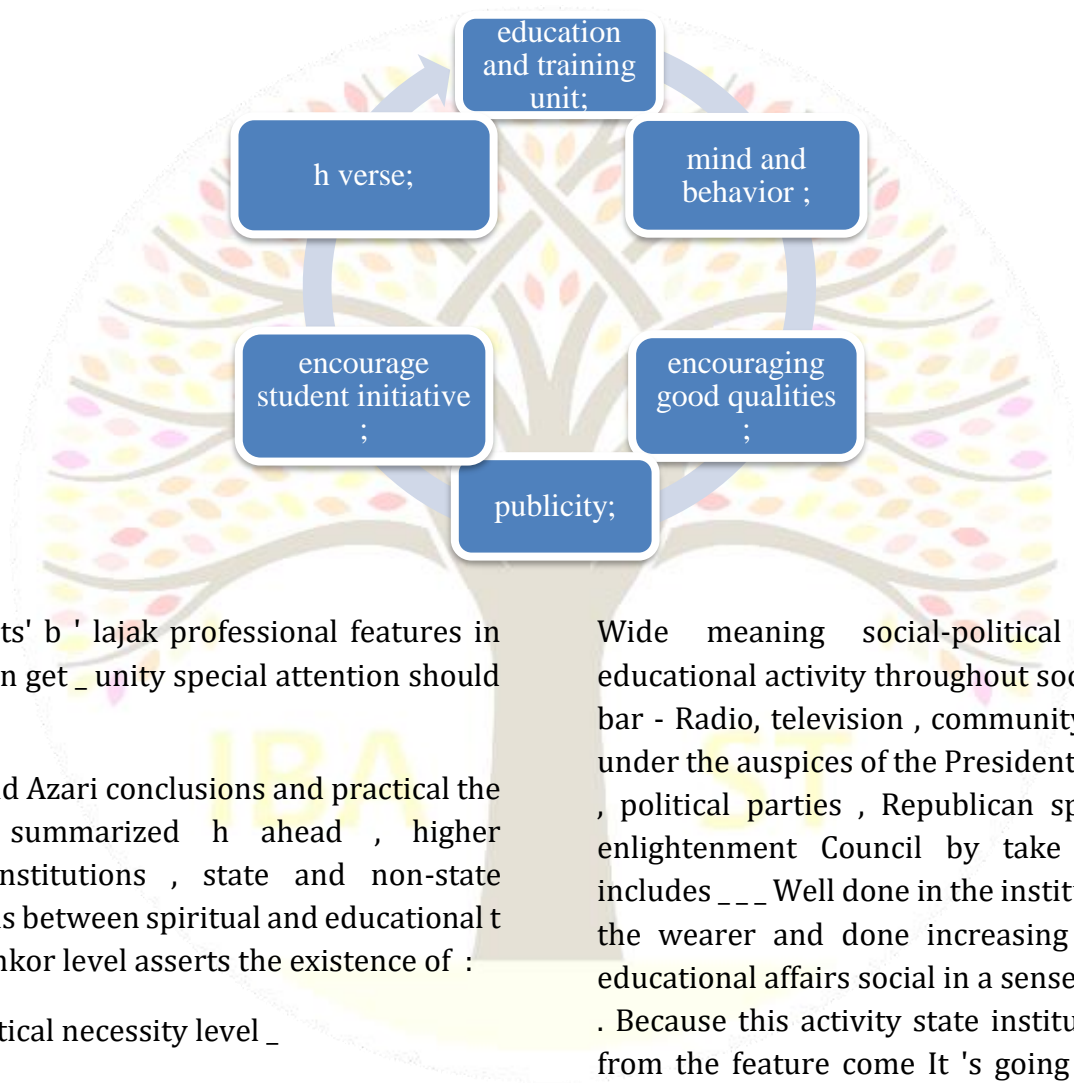 education
and training
unit;
mind and
behavior ;
encouraging
good qualities
;
publicity;
encourage
student initiative
;
h verse;
ts' b ' lajak professional features in
n get _ unity special attention should
d Azari conclusions and practical the
summarized h ahead , higher
nstitutions , state and non-state
s between spiritual and educational t
nkor level asserts the existence of :
tical necessity level _
Wide meaning social-political
educational activity throughout soc
bar - Radio, television , community
under the auspices of the President
, political parties , Republican sp
enlightenment Council by take
includes _ _ _ Well done in the institu
the wearer and done increasing
educational affairs social in a sense
. Because this activity state institu
from the feature come It 's going
IBA ST